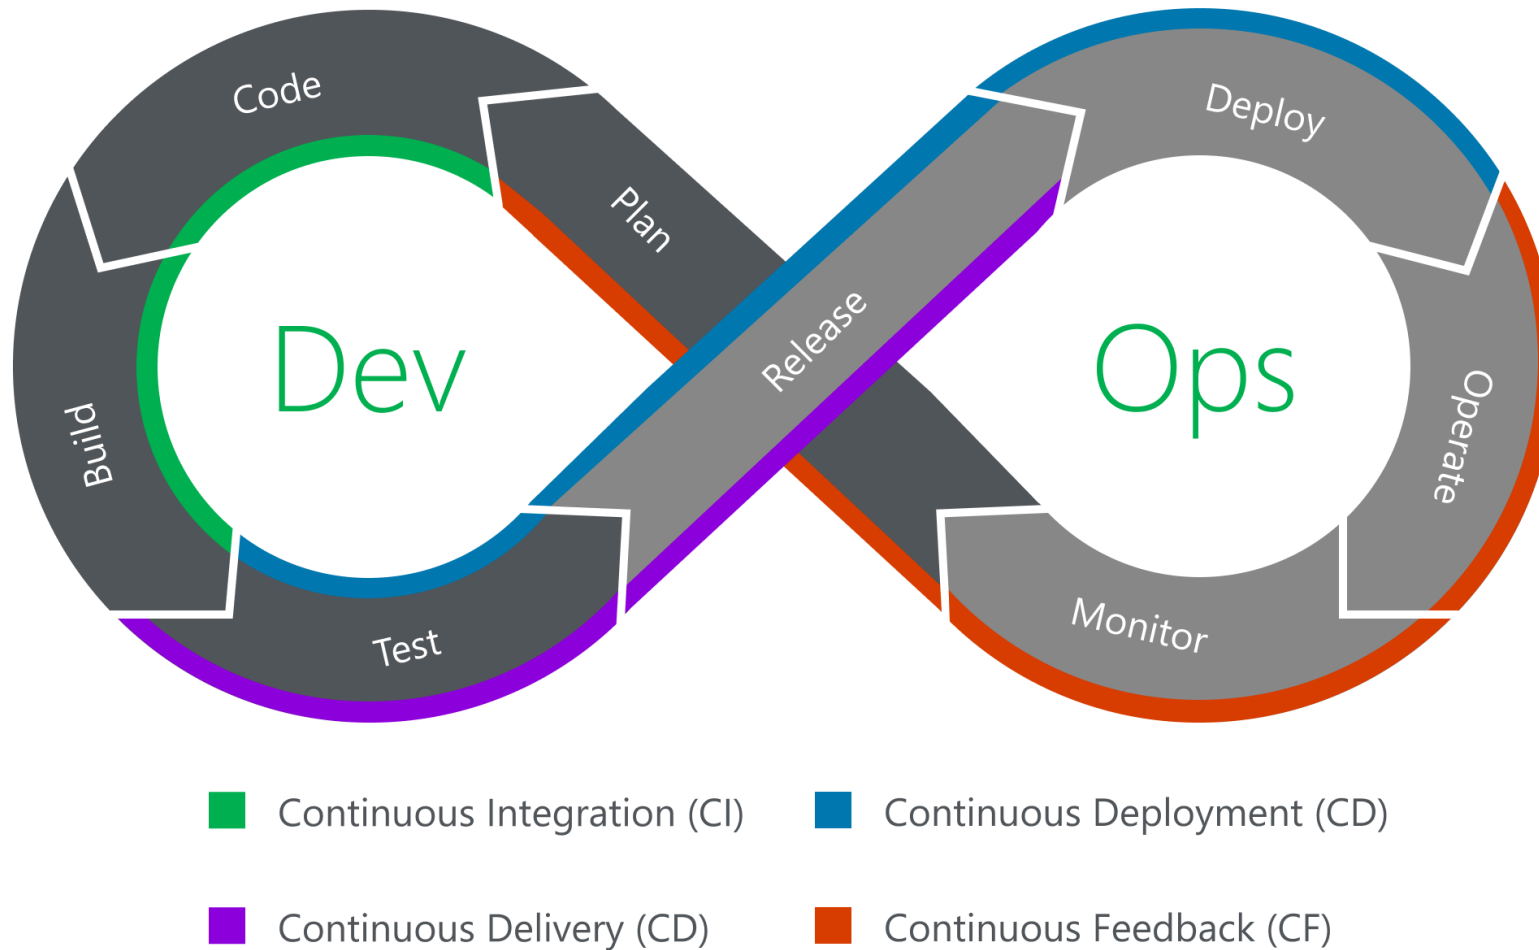 Code
Plan
Build
Test
Release
Deploy
Operate
Monitor
Dev
Ops
Continuous Integration (CI)
Continuous Deployment (CD)
Continuous Delivery (CD)
Continuous Feedback (CF)